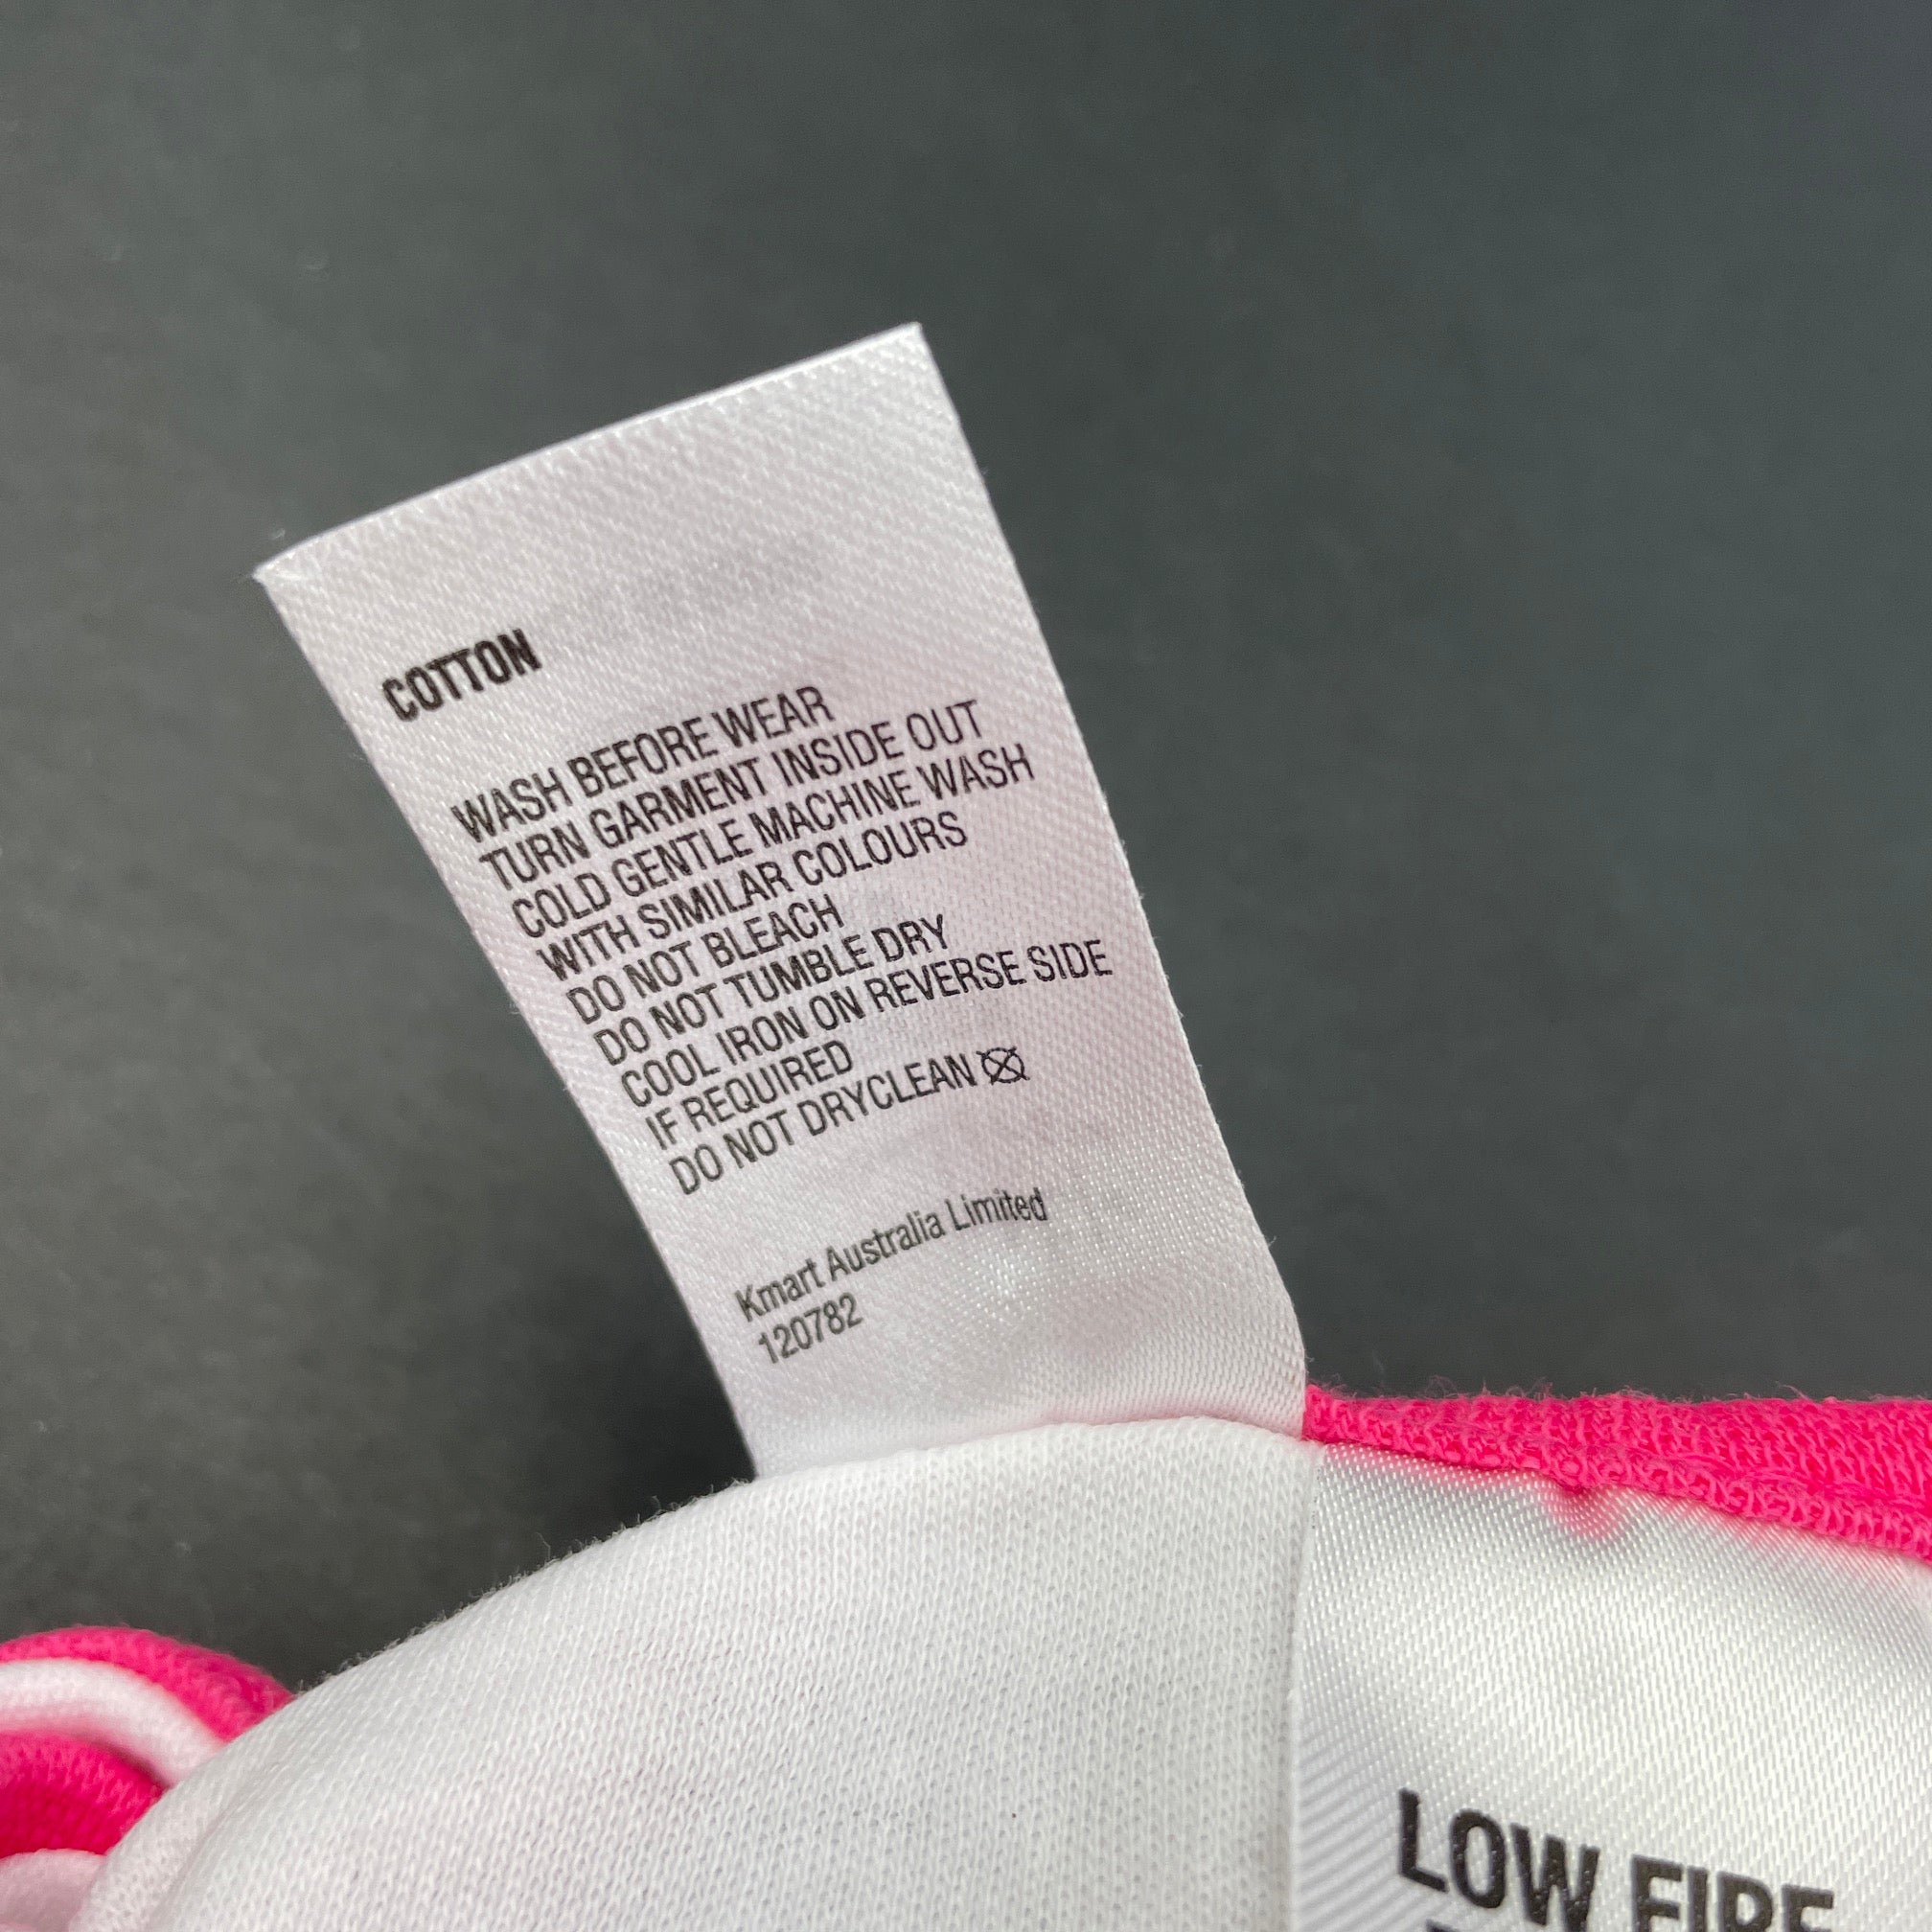 COTTON
WASH BEFORE WEAR
TURN GARMENT INSIDE OUT
COLD GENTLE MACHINE WASH
WITH SIMILAR COLOURS
DO NOT BLEACH
DO NOT TUMBLE DRY
COOL IRON ON REVERSE SIDE
IF REQUIRED
DO NOT DRYCLEAN
Kmart Australia Limited
120782
LOW FIRE